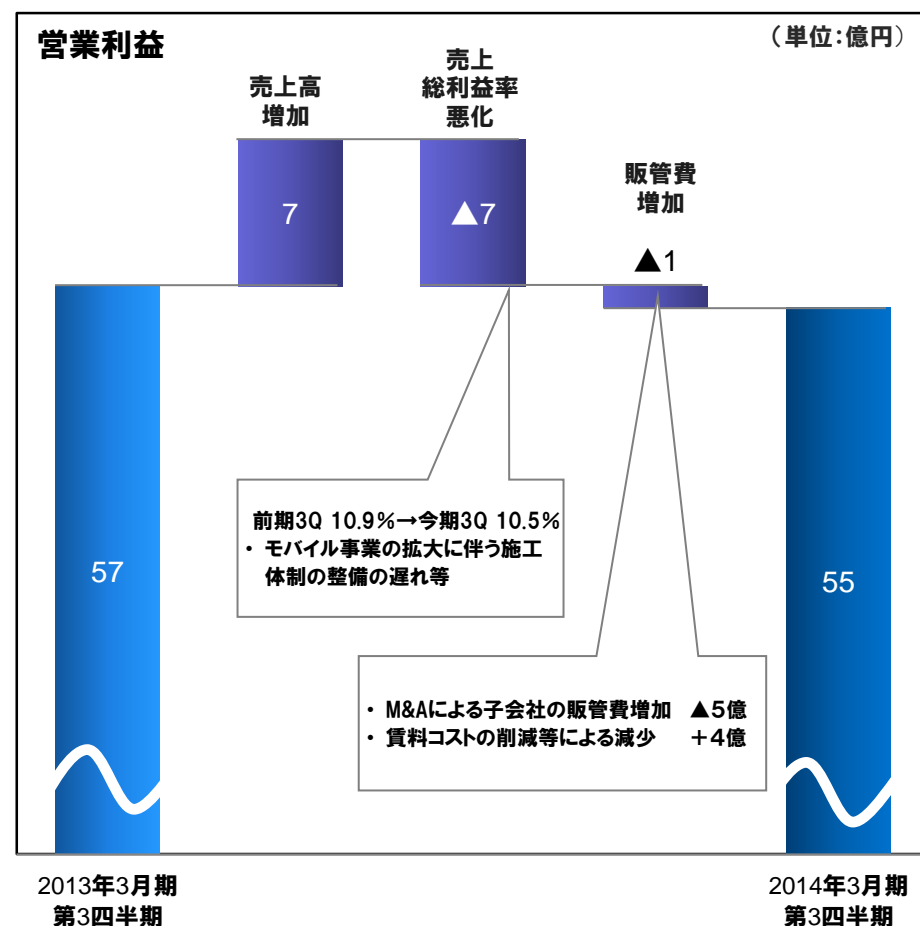 営業利益
（単位：億円）
売上高
増加
売上
総利益率
悪化
販管費
増加
7
▲7
▲1
前期3Q 10.9％→今期3Q 10.5％
・ モバイル事業の拡大に伴う施工
体制の整備の遅れ等
57
55
・ M&Aによる子会社の販管費増加 ▲5億
・ 賃料コストの削減等による減少 ＋4億
2013年3月期
第3四半期
2014年3月期
第3四半期